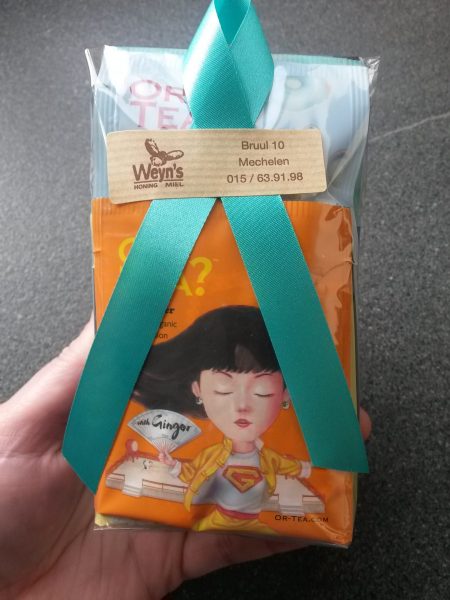 OR
TEA
Weyn's
HONING MIEL
Bruul 10
Mechelen
015 / 63.91.98
A?
with Ginger
G
OR-TEA.COM